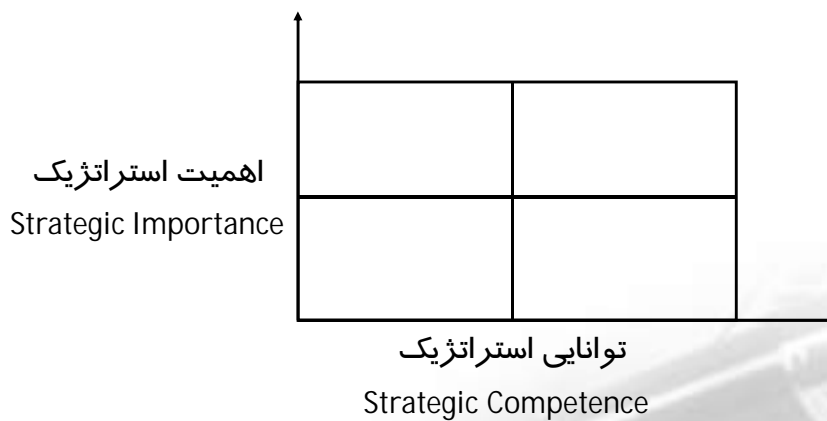 اهمیت استراتژیک
Strategic Importance
توانایی استراتژیک
Strategic Competence